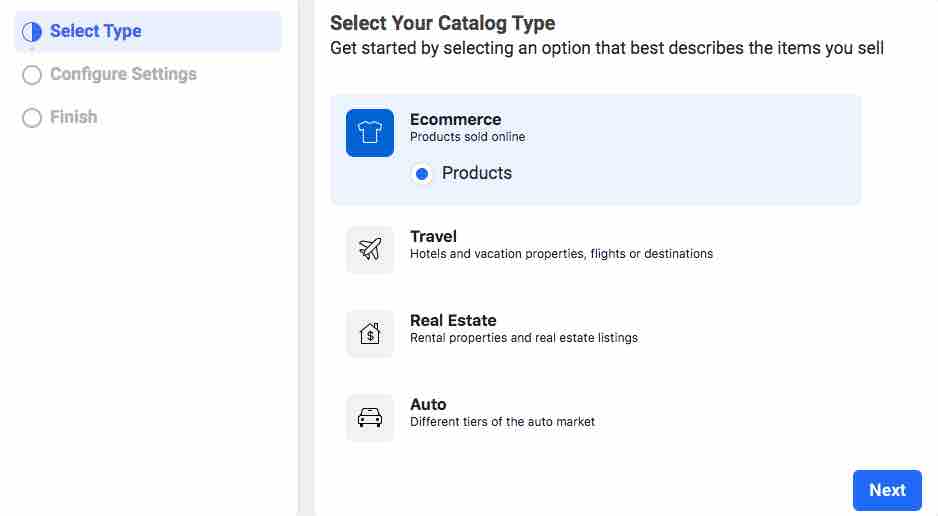 Select Type
Configure Settings
Finish
Select Your Catalog Type
Get started by selecting an option that best describes the items you sell
Ecommerce
Products sold online
Products
Travel
Hotels and vacation properties, flights or destinations
Real Estate
Rental properties and real estate listings
Auto
Different tiers of the auto market
Next